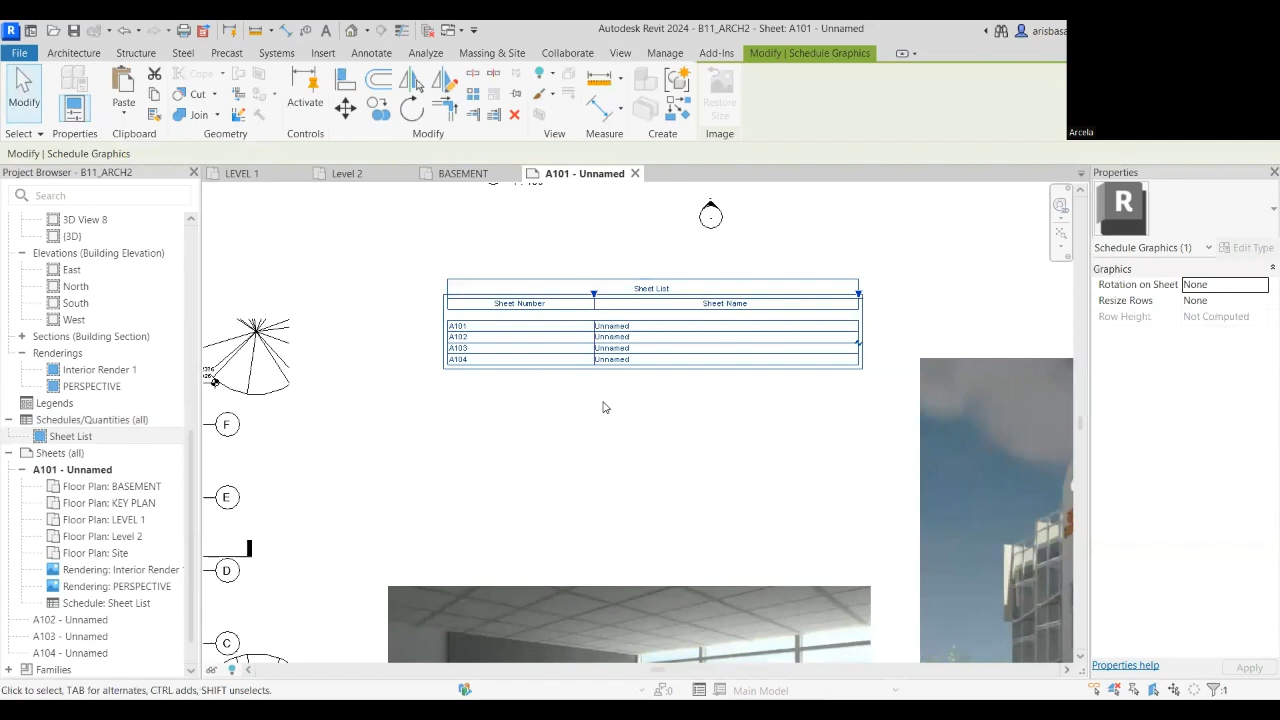 Autodesk Revit 2024 - B11_ARCH2 - Sheet: A101 - Unnamed
arisbasa
File Architecture Structure Steel Precast Systems Insert Annotate Analyze Massing & Site Collaborate View Manage Add-Ins Modify | Schedule Graphics
Modify Paste Cope Cut Join Activate Restore Size
Select Properties Clipboard Geometry Controls Modify View Measure Create Image
Arcela
Modify | Schedule Graphics
Project Browser - B11_ARCH2
Search
3D View 8
{3D}
Elevations (Building Elevation)
East
North
South
West
Sections (Building Section)
Renderings
Interior Render 1
PERSPECTIVE
Legends
Schedules/Quantities (all)
Sheet List
Sheets (all)
A101 - Unnamed
Floor Plan: BASEMENT
Floor Plan: KEY PLAN
Floor Plan: LEVEL 1
Floor Plan: Level 2
Floor Plan: Site
Rendering: Interior Render
Rendering: PERSPECTIVE
Schedule: Sheet List
A102 - Unnamed
A103 - Unnamed
A104 - Unnamed
Families
LEVEL 1 Level 2 BASEMENT A101 - Unnamed
Sheet List
Sheet Number Sheet Name
A101 Unnamed
A102 Unnamed
A103 Unnamed
A104 Unnamed
F
E
D
C
Properties
R
Schedule Graphics (1) Edit Type
Graphics
Rotation on Sheet None
Resize Rows None
Row Height: Not Computed
Properties help Apply
Click to select, TAB for alternates, CTRL adds, SHIFT unselects.
:0 Main Model :1